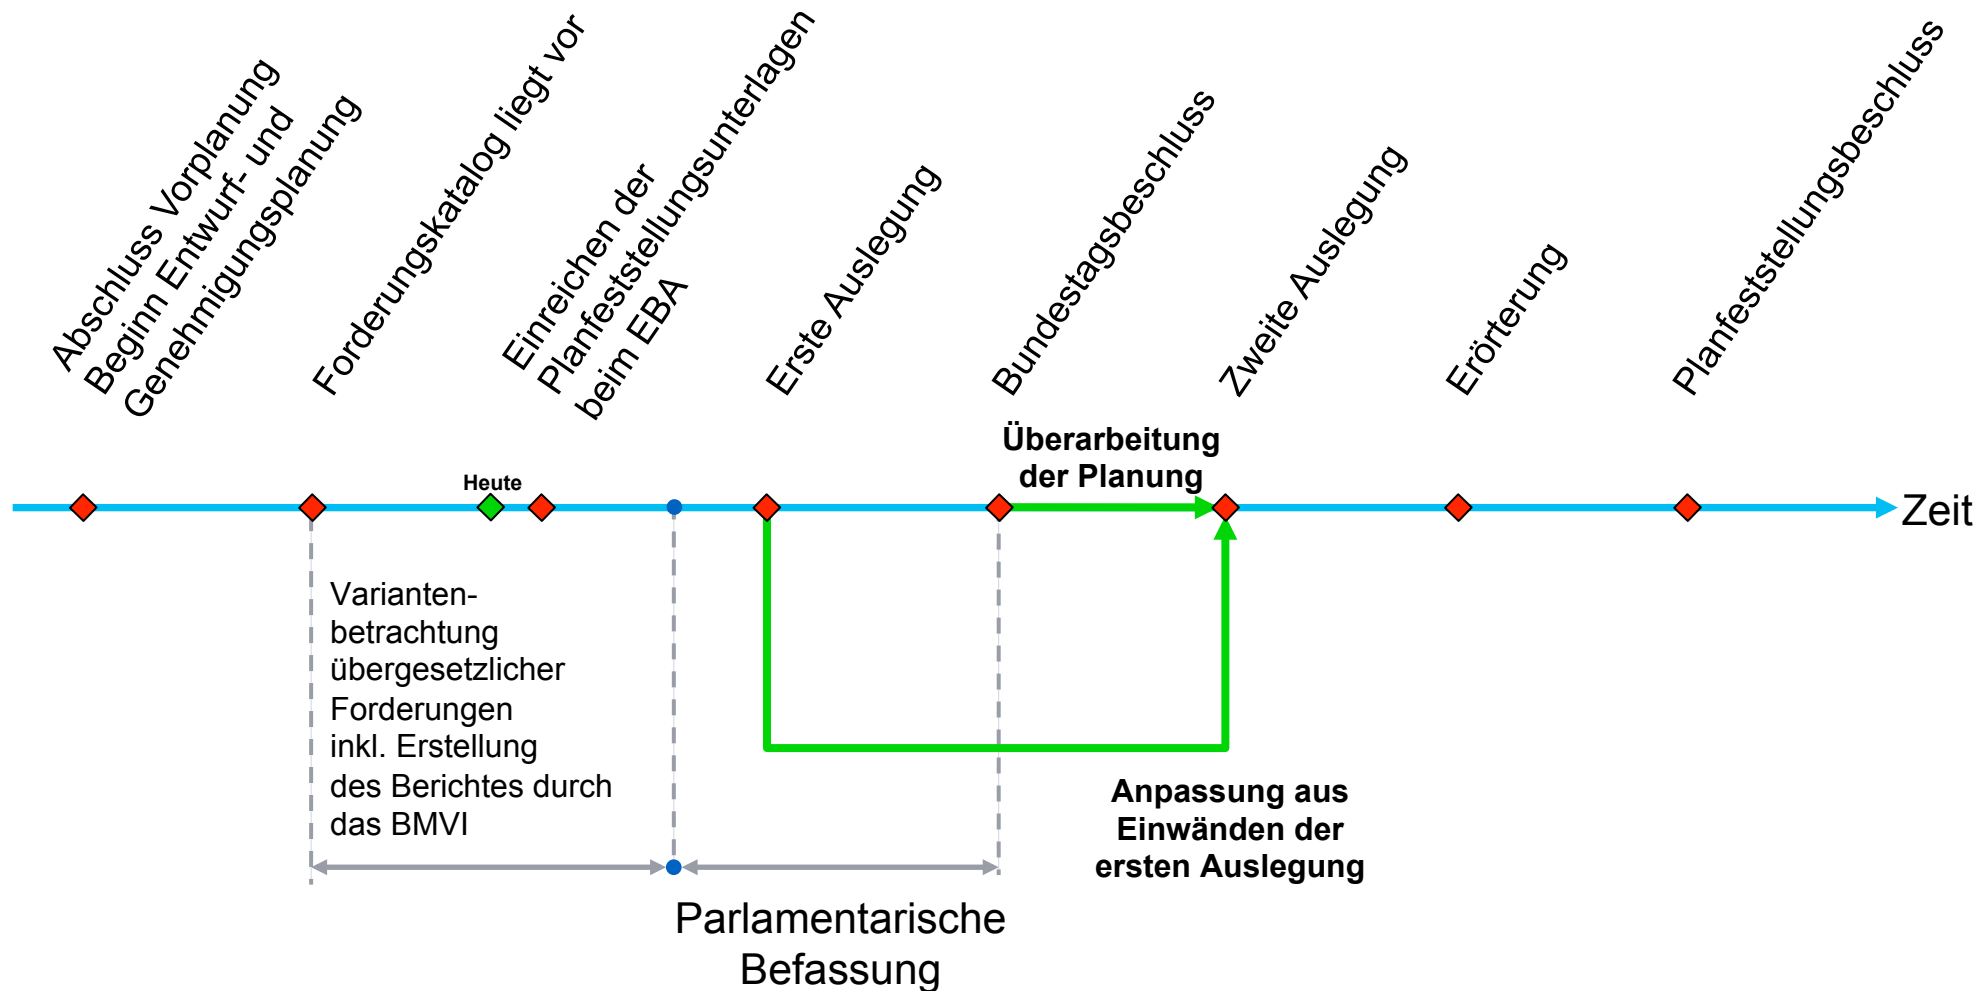 Abschluss Vorplanung
Beginn Entwurf- und
Genehmigungsplanung
Forderungskatalog liegt vor
Einreichen der
Planfeststellungsunterlagen
beim EBA
Erste Auslegung
Bundestagsbeschluss
Zweite Auslegung
Erörterung
Planfeststellungsbeschluss
Überarbeitung
der Planung
Heute
Zeit
Varianten-
betrachtung
übergesetzlicher
Forderungen
inkl. Erstellung
des Berichtes durch
das BMVI
Anpassung aus
Einwänden der
ersten Auslegung
Parlamentarische
Befassung